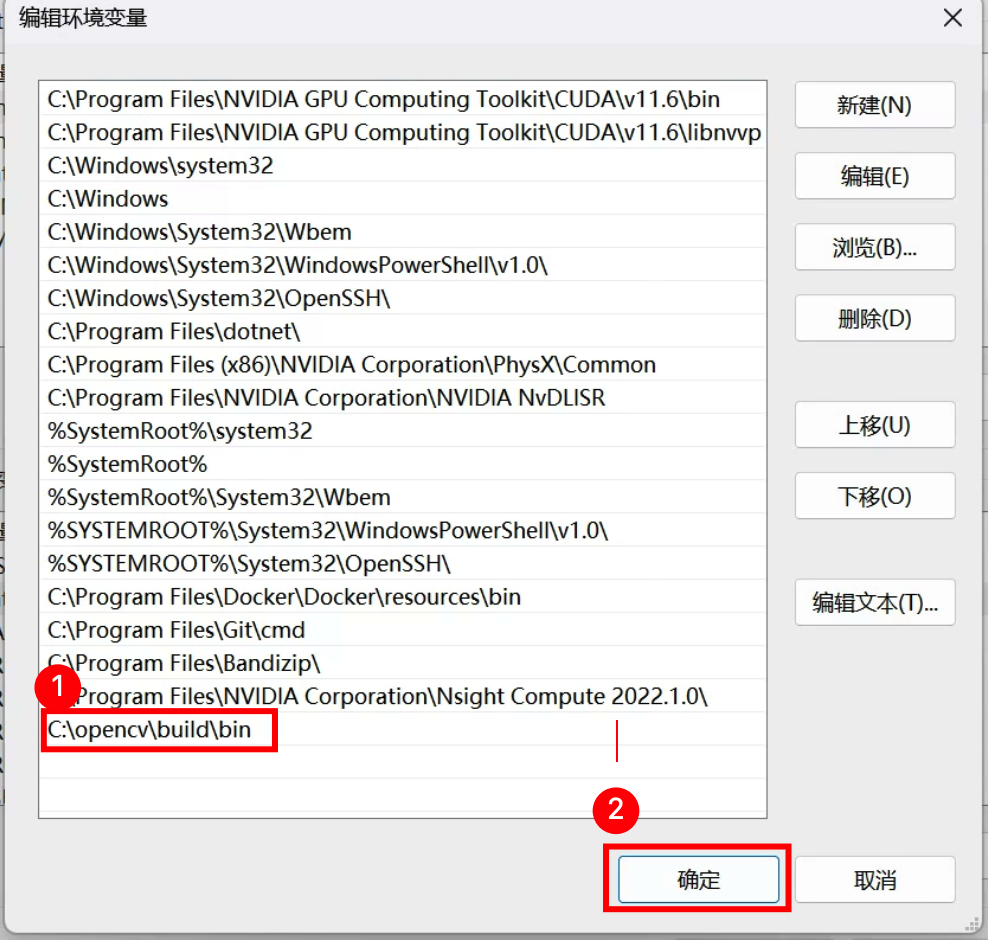 编辑环境变量
C:\Program Files\NVIDIA GPU Computing Toolkit\CUDA\v11.6\bin
新建(N)
C:\Program Files\NVIDIA GPU Computing Toolkit\CUDA\v11.6\libnvvp
C:\Windows\system32
编辑(E)
C:\Windows
C:\Windows\System32\Wbem
浏览(B)...
C:\Windows\System32\WindowsPowerShell\v1.0\
C:\Windows\System32\OpenSSH\
删除(D)
C:\Program Files\dotnet\
C:\Program Files (x86)\NVIDIA Corporation\PhysX\Common
C:\Program Files\NVIDIA Corporation\NVIDIA NvDLISR
上移(U)
%SystemRoot%\system32
%SystemRoot%
下移(O)
%SystemRoot%\System32\Wbem
%SYSTEMROOT%\System32\WindowsPowerShell\v1.0\
%SYSTEMROOT%\System32\OpenSSH\
C:\Program Files\Docker\Docker\resources\bin
编辑文本(T)...
C:\Program Files\Git\cmd
C:\Program Files\Bandizip\
1
\Program Files\NVIDIA Corporation\Nsight Compute 2022.1.0\
C:\opencv\build\bin
2
确定
取消